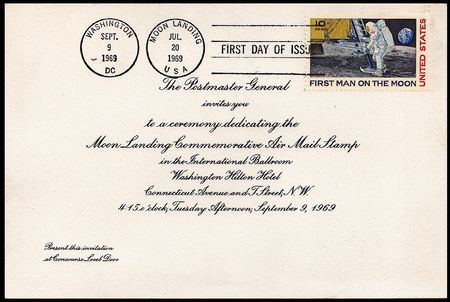 WASHINGTON
SEPT.
9
1969
DC
MOON LANDING
JUL.
20
1969
USA
FIRST DAY OF ISSU
10¢
UNITED STATES
FIRST MAN ON THE MOON
The Postmaster General
invites you
to a ceremony dedicating the
Moon Landing Commemorative Air Mail Stamp
in the International Ballroom
Washington Hilton Hotel
Connecticut Avenue and T Street, N.W.
4:15 o'clock, Tuesday Afternoon, September 9, 1969
Present this invitation
at Concourse Level Door